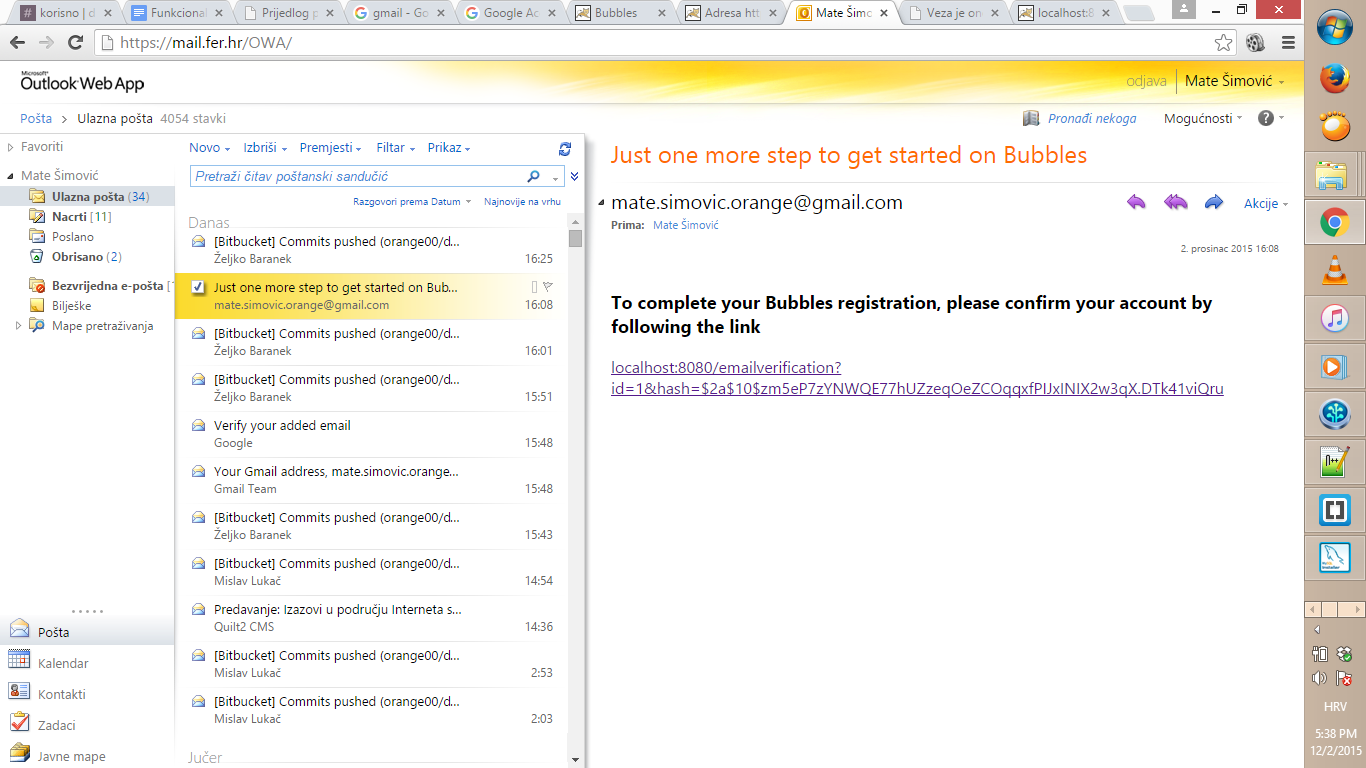 korisno | d
Funkcional
Prijedlog p
gmail - Go
Google Ac
Bubbles
Adresa htt
Mate Šimo
Veza je on
localhost:8
https://mail.fer.hr/OWA/
Microsoft®
Outlook Web App
odjava
Mate Šimović
Pošta > Ulazna pošta 4054 stavki
Pronađi nekoga
Mogućnosti
Favoriti
Mate Šimović
Ulazna pošta (34)
Nacrti [11]
Poslano
Obrisano (2)
Bezvrijedna e-pošta [1
Bilješke
Mape pretraživanja
Pošta
Kalendar
Kontakti
Zadaci
Javne mape
Novo Izbriši Premjesti Filtar Prikaz
Pretraži čitav poštanski sandučić
Razgovori prema Datum Najnovije na vrhu
Danas
[Bitbucket] Commits pushed (orange00/d...
Željko Baranek 16:25
Just one more step to get started on Bub...
mate.simovic.orange@gmail.com 16:08
[Bitbucket] Commits pushed (orange00/d...
Željko Baranek 16:01
[Bitbucket] Commits pushed (orange00/d...
Željko Baranek 15:51
Verify your added email
Google 15:48
Your Gmail address, mate.simovic.orange...
Gmail Team 15:48
[Bitbucket] Commits pushed (orange00/d...
Željko Baranek 15:43
[Bitbucket] Commits pushed (orange00/d...
Mislav Lukač 14:54
Predavanje: Izazovi u području Interneta s...
Quilt2 CMS 14:36
[Bitbucket] Commits pushed (orange00/d...
Mislav Lukač 2:53
[Bitbucket] Commits pushed (orange00/d...
Mislav Lukač 2:03
Jučer
Just one more step to get started on Bubbles
mate.simovic.orange@gmail.com
Akcije
Prima: Mate Šimović
2. prosinac 2015 16:08
To complete your Bubbles registration, please confirm your account by
following the link
localhost:8080/emailverification?
id=1&hash=$2a$10$zm5eP7zYNWQE77hUZzeqOeZCOqqxfPIJxINIX2w3qX.DTk41viQru
HRV
5:38 PM
12/2/2015